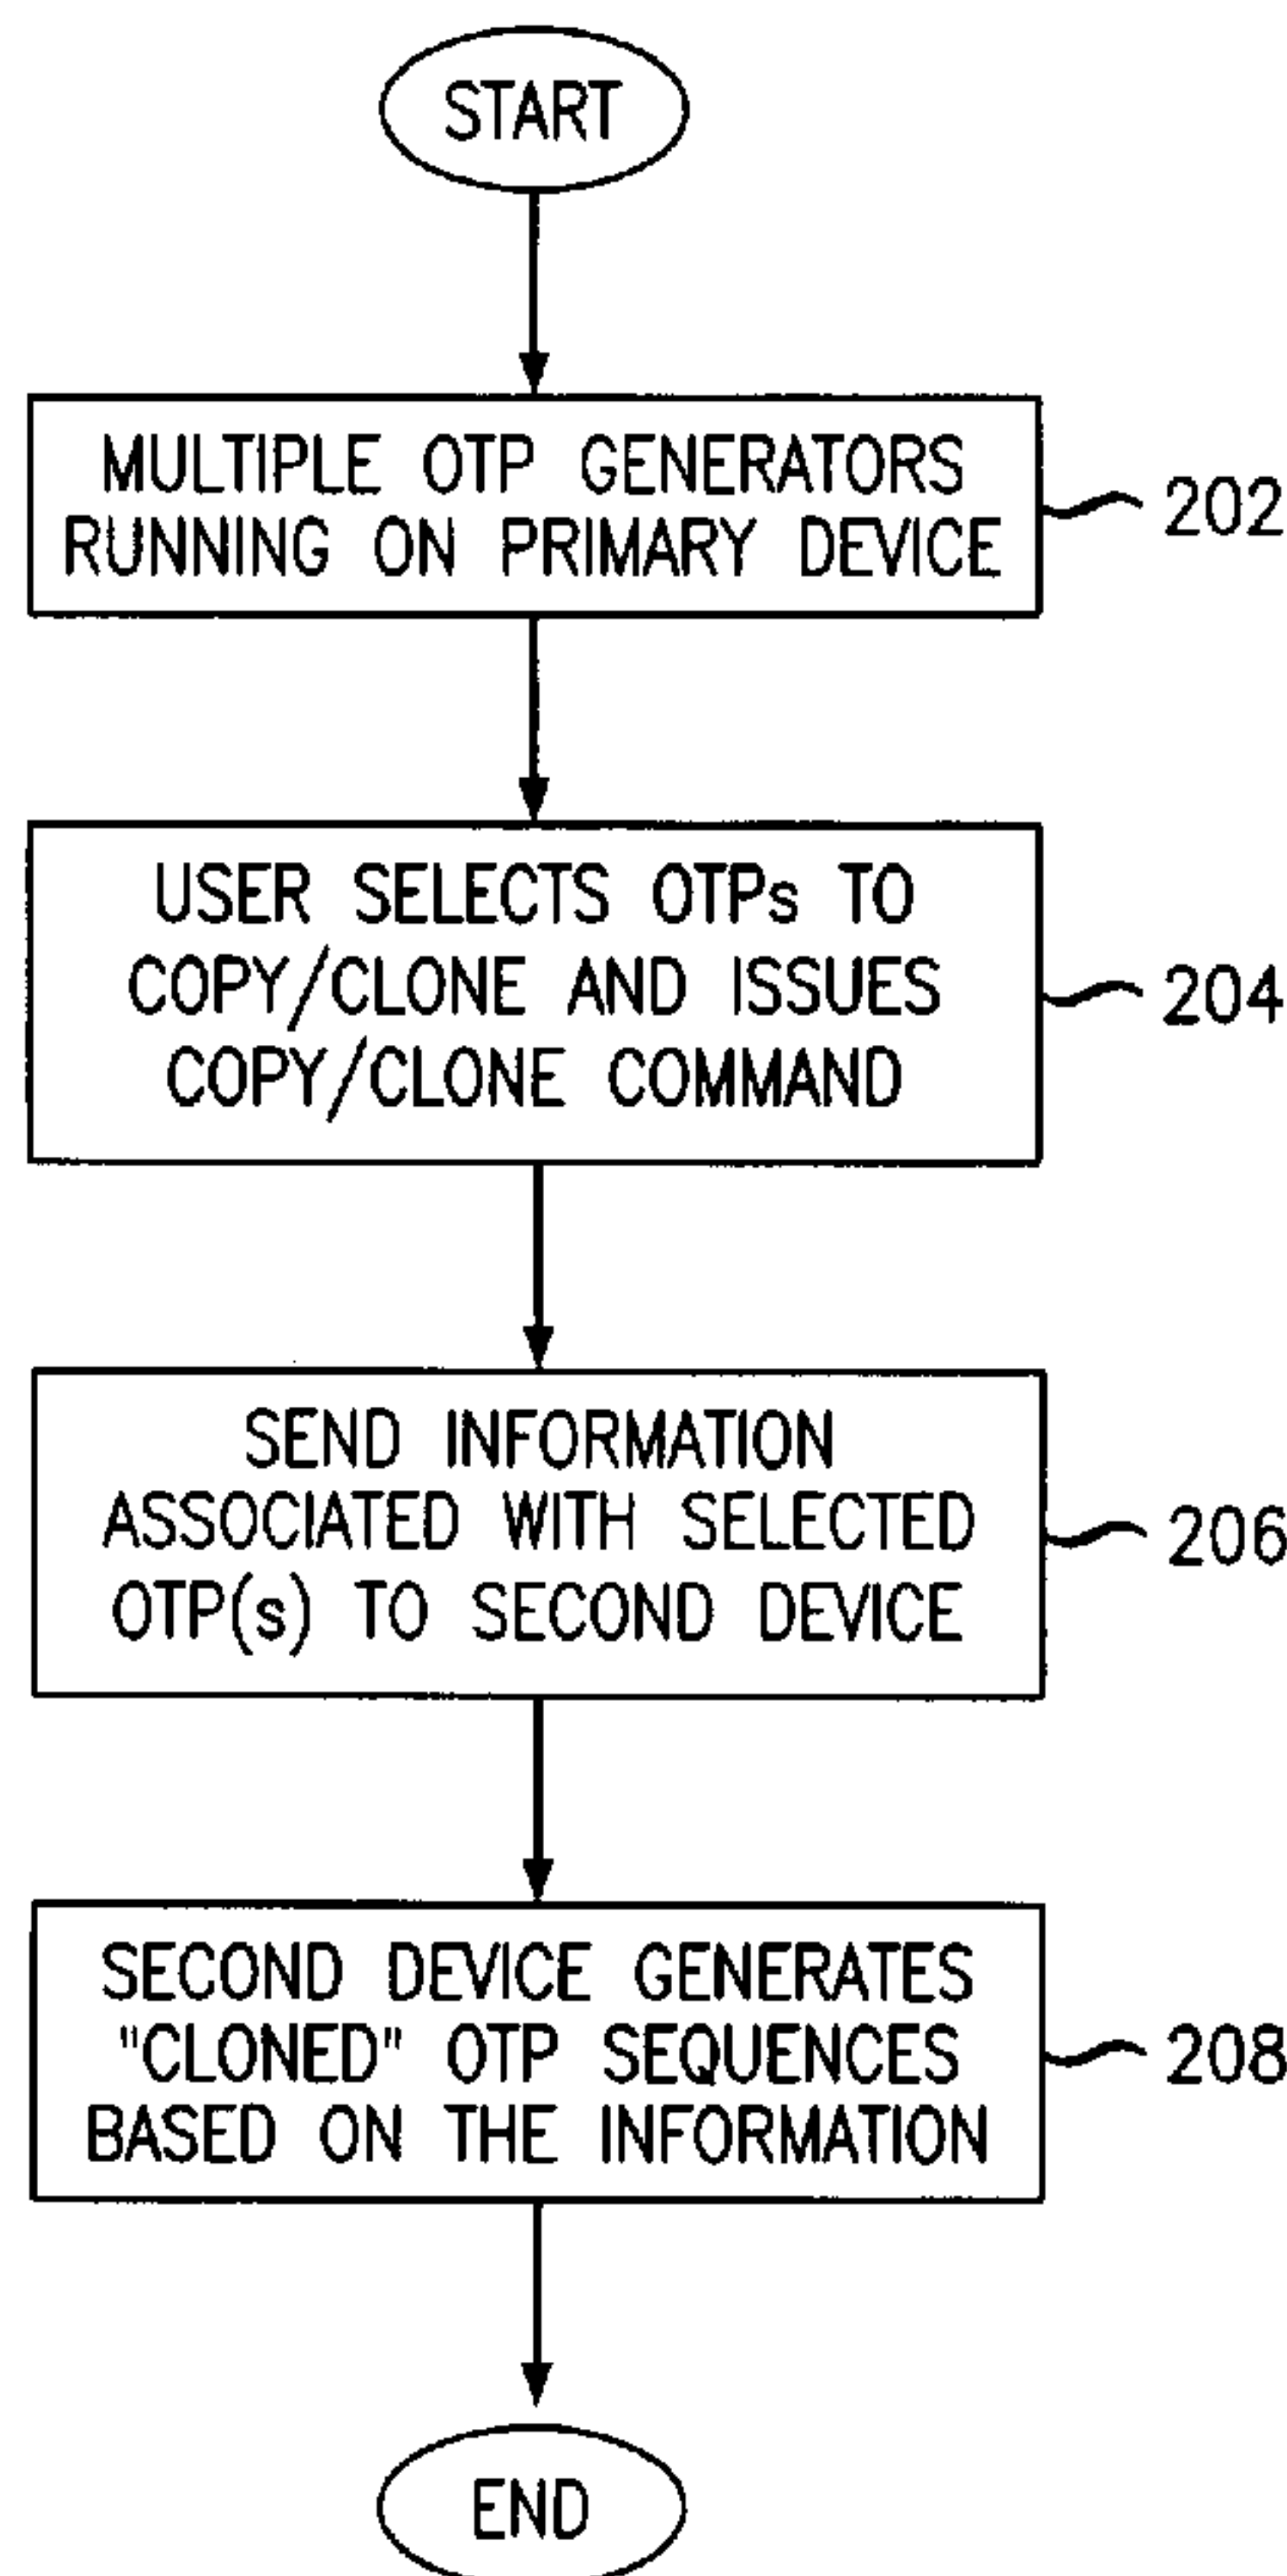 START
MULTIPLE OTP GENERATORS
RUNNING ON PRIMARY DEVICE
202
USER SELECTS OTPs TO
COPY/CLONE AND ISSUES
COPY/CLONE COMMAND
204
SEND INFORMATION
ASSOCIATED WITH SELECTED
OTP(s) TO SECOND DEVICE
206
SECOND DEVICE GENERATES
"CLONED" OTP SEQUENCES
BASED ON THE INFORMATION
208
END